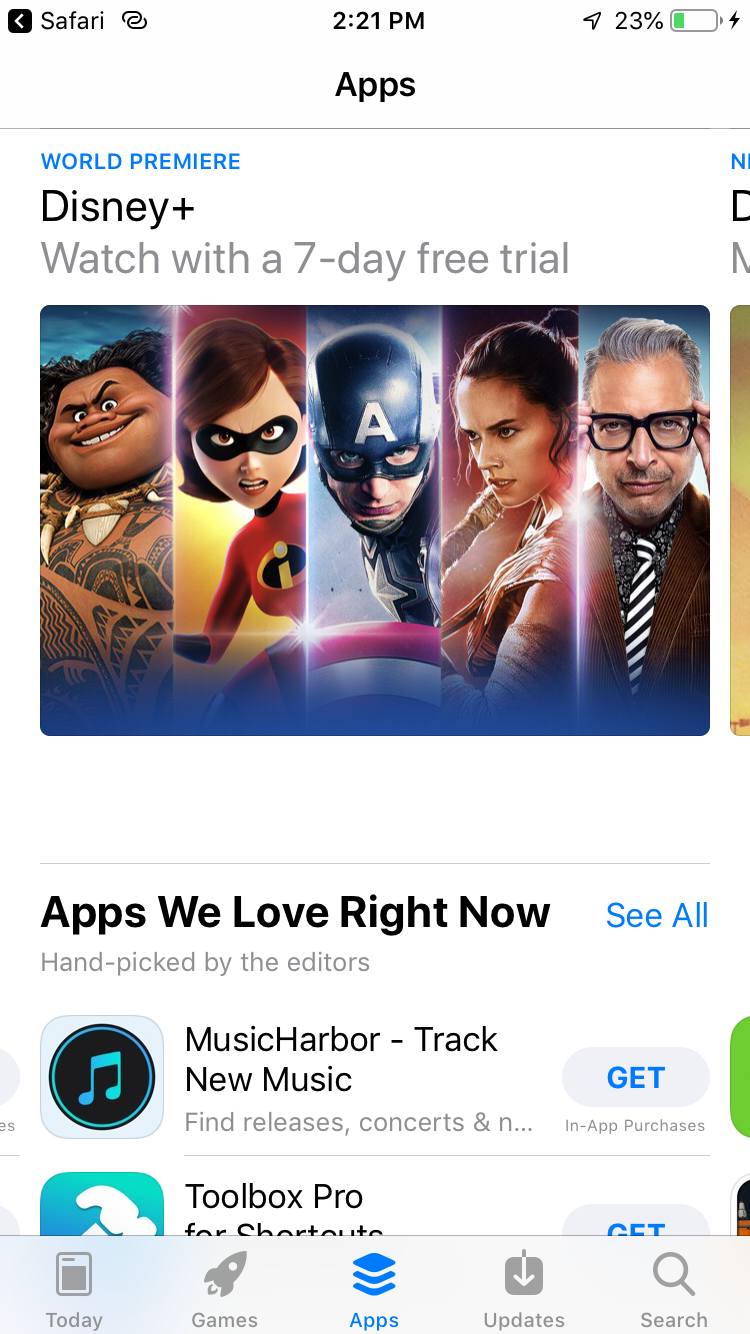 Safari 2:21 PM 23%
Apps
WORLD PREMIERE
Disney+
Watch with a 7-day free trial
A
Apps We Love Right Now See All
Hand-picked by the editors
MusicHarbor - Track
New Music
GET
Find releases, concerts & n...
In-App Purchases
Toolbox Pro
for Shortcuts
GET
Today Games Apps Updates Search